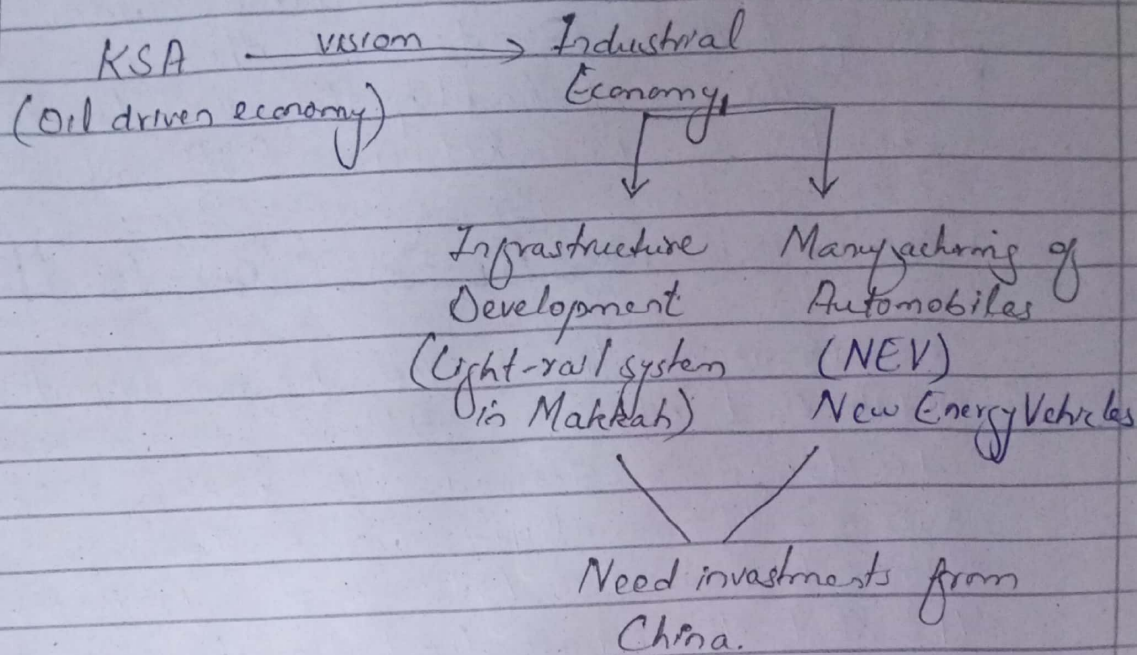 KSA vision Industrial
(Oil driven economy) Economy
Infrastructure Manufacturing of
Development Automobiles
(Light-rail system (NEV)
in Makkah) New Energy Vehicles
Need invastments from
China.